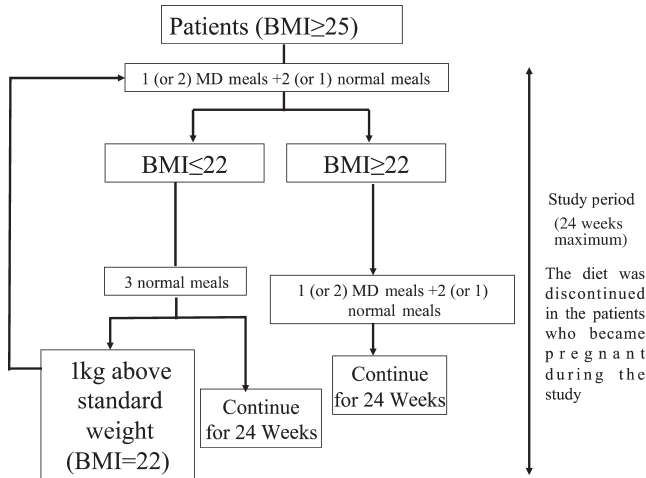 Patients (BMI≥25)
1 (or 2) MD meals +2 (or 1) normal meals
BMI≤22
BMI≥22
3 normal meals
1 (or 2) MD meals +2 (or 1)
normal meals
1kg above
standard
weight
(BMI=22)
Continue
for 24 Weeks
Continue
for 24 Weeks
Study period
(24 weeks
maximum)
The diet was
discontinued
in the patients
who became
pregnant
during the
study